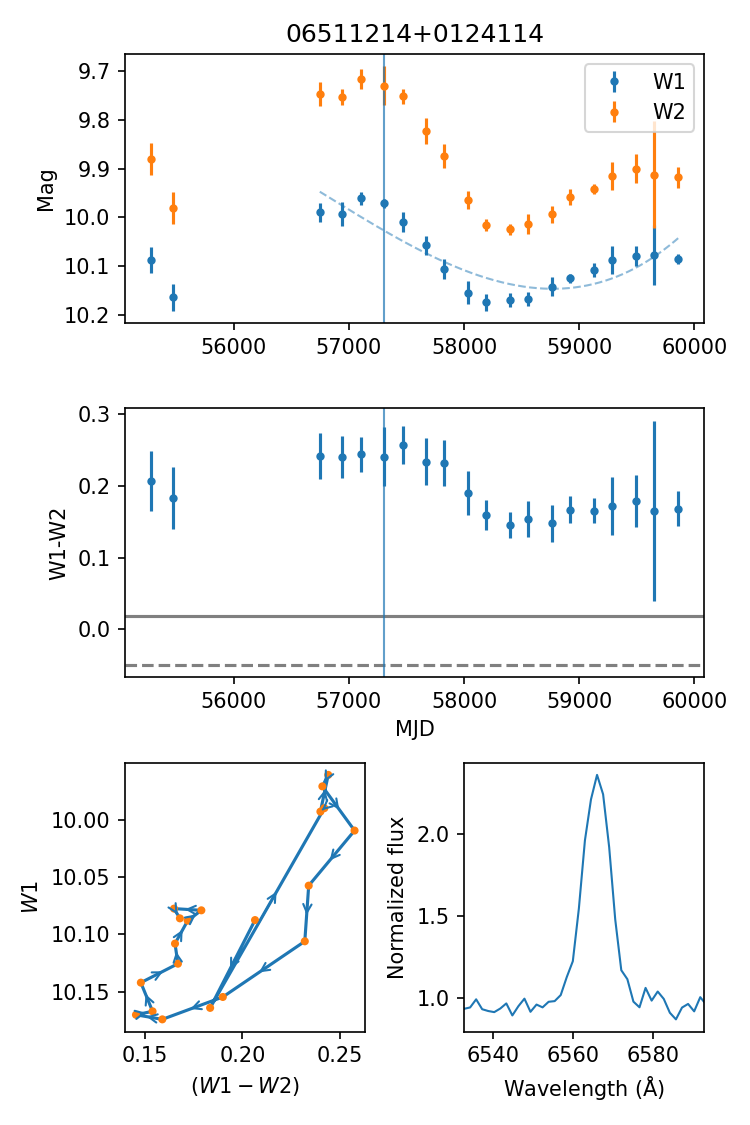 06511214+0124114
9.7
9.8
9.9
10.0
10.1
10.2
Mag
W1
W2
56000 57000 58000 59000 60000
0.3
0.2
0.1
0.0
W1-W2
56000 57000 58000 59000 60000
MJD
10.00
10.05
10.10
10.15
W1
0.15 0.20 0.25
(W1 − W2)
2.0
1.5
1.0
Normalized flux
6540 6560 6580
Wavelength (Å)